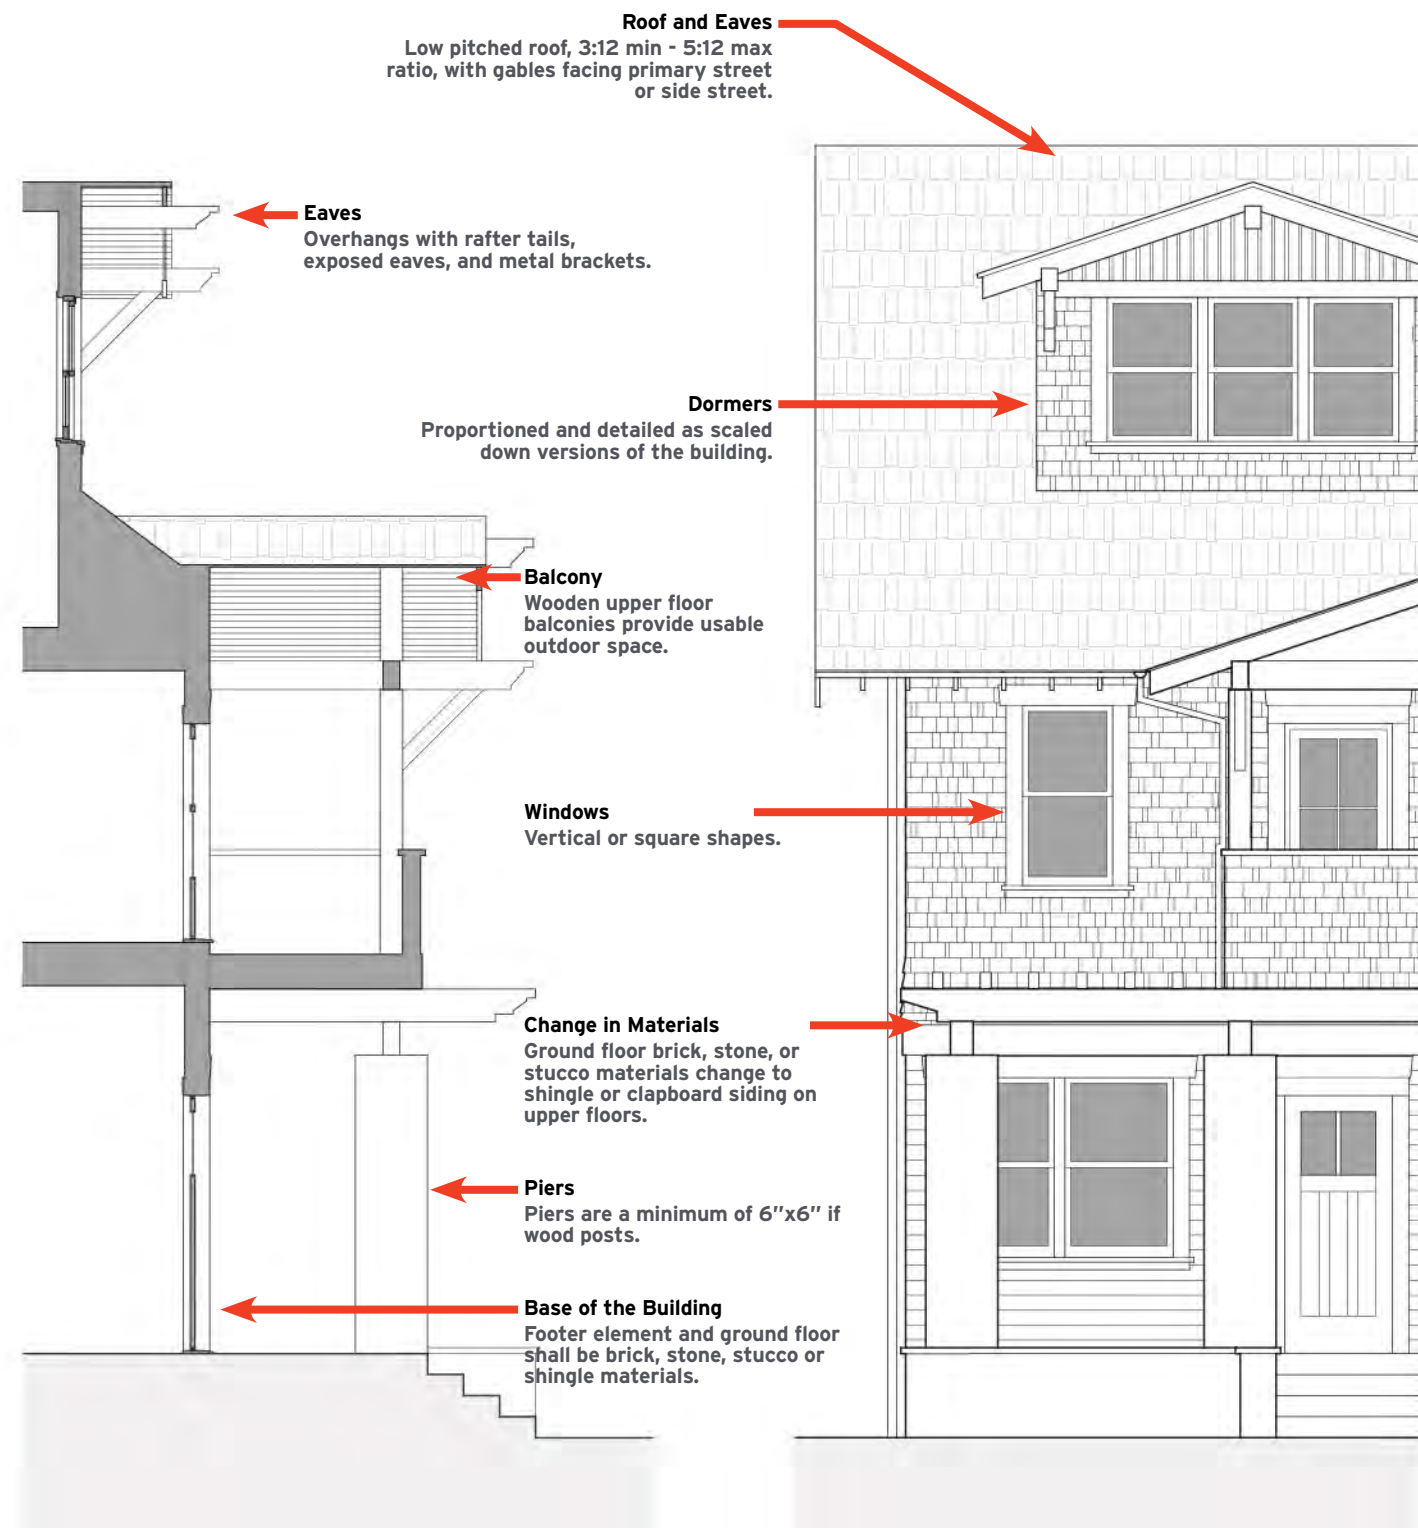 Roof and Eaves
Low pitched roof, 3:12 min - 5:12 max
ratio, with gables facing primary street
or side street.
Eaves
Overhangs with rafter tails,
exposed eaves, and metal brackets.
Dormers
Proportioned and detailed as scaled
down versions of the building.
Balcony
Wooden upper floor
balconies provide usable
outdoor space.
Windows
Vertical or square shapes.
Change in Materials
Ground floor brick, stone, or
stucco materials change to
shingle or clapboard siding on
upper floors.
Piers
Piers are a minimum of 6"x6" if
wood posts.
Base of the Building
Footer element and ground floor
shall be brick, stone, stucco or
shingle materials.